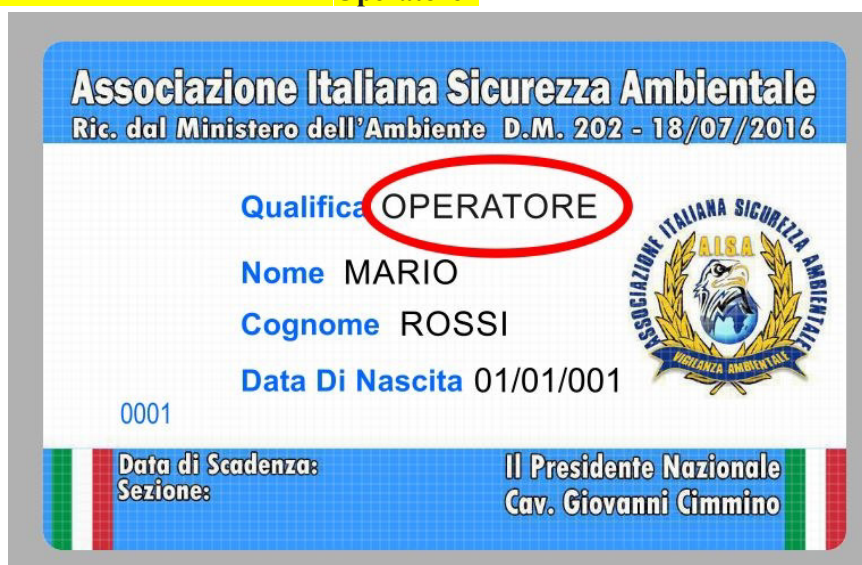 Associazione Italiana Sicurezza Ambientale
Ric. dal Ministero dell'Ambiente D.M. 202 - 18/07/2016
Qualifica OPERATORE
Nome MARIO
Cognome ROSSI
Data Di Nascita 01/01/001
0001
ASSOCIAZIONE ITALIANA SICUREZZA AMBIENTALE
A.I.S.A.
VIGILANZA AMBIENTALE
Data di Scadenza:
Sezione:
Il Presidente Nazionale
Cav. Giovanni Cimmino